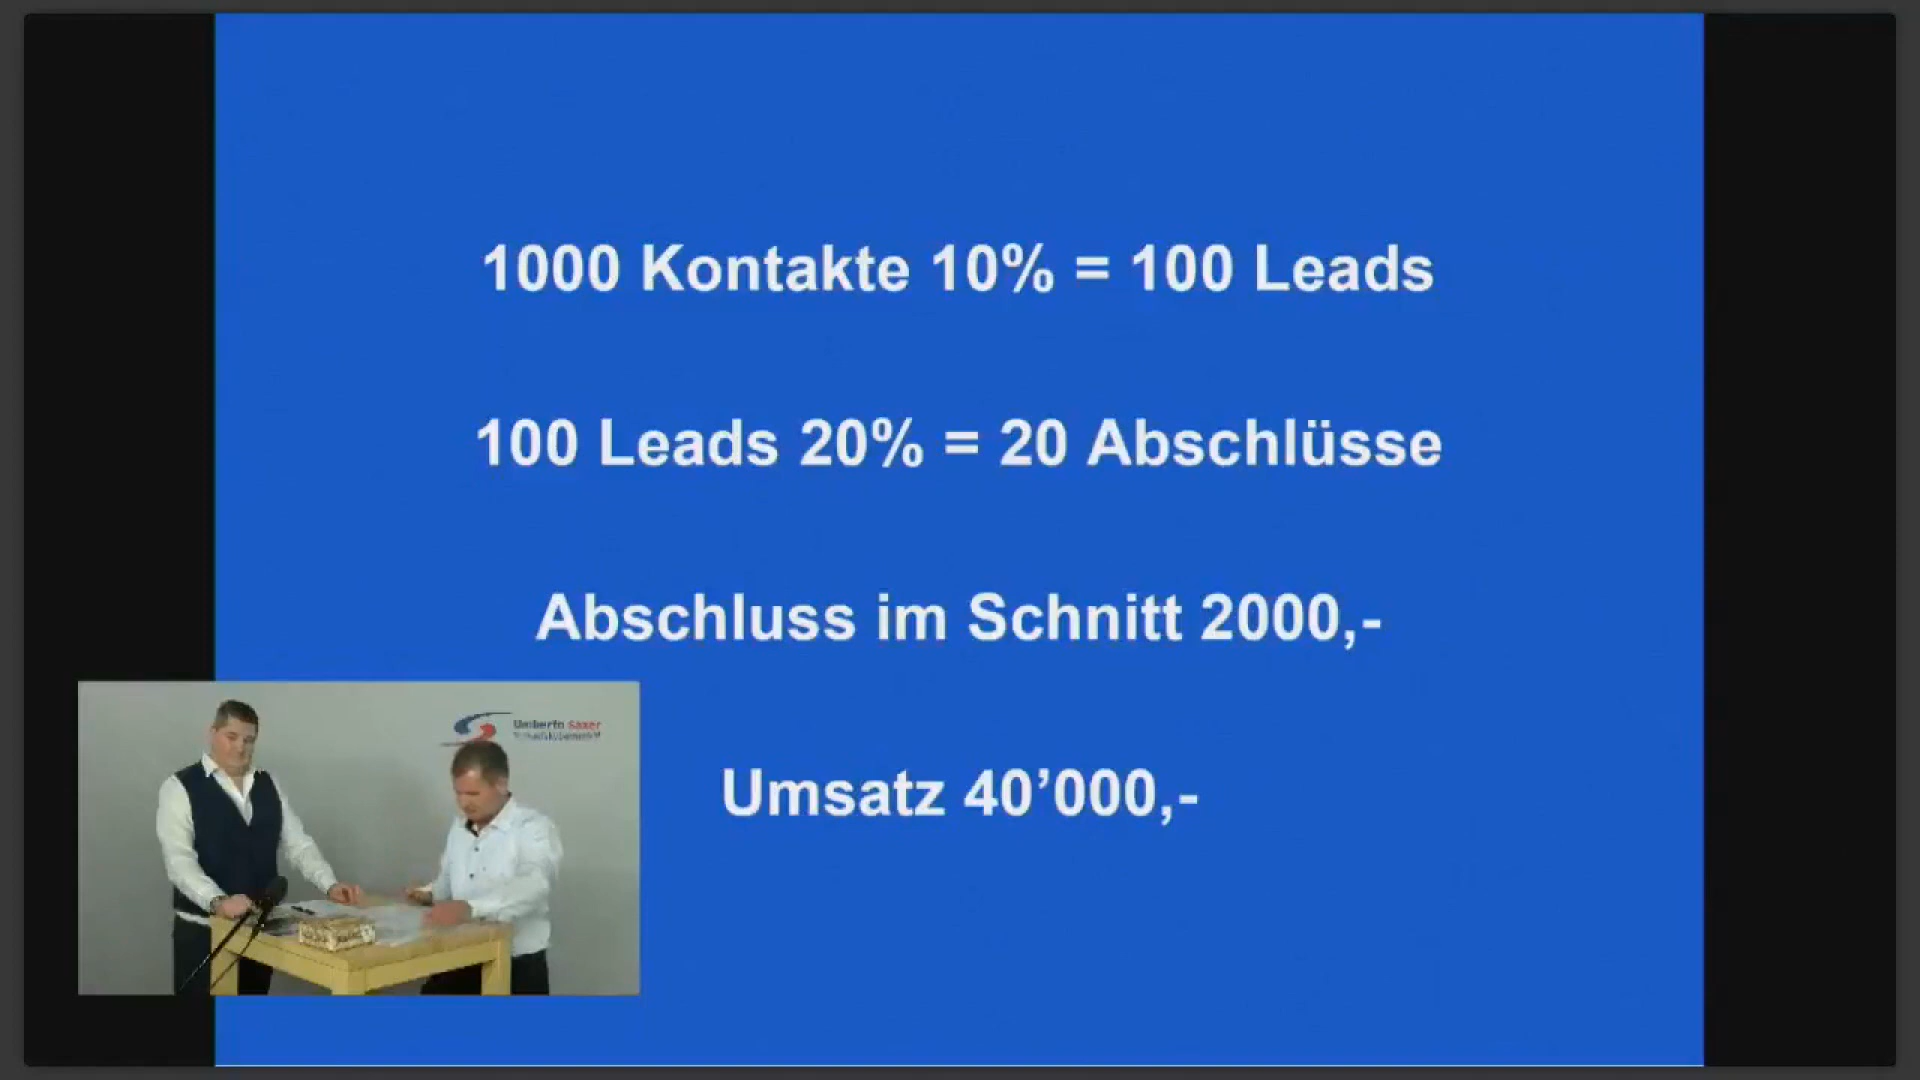 1000 Kontakte 10% = 100 Leads
100 Leads 20% = 20 Abschlüsse
Abschluss im Schnitt 2000,-
Umsatz 40’000,-
Umberto Saxer